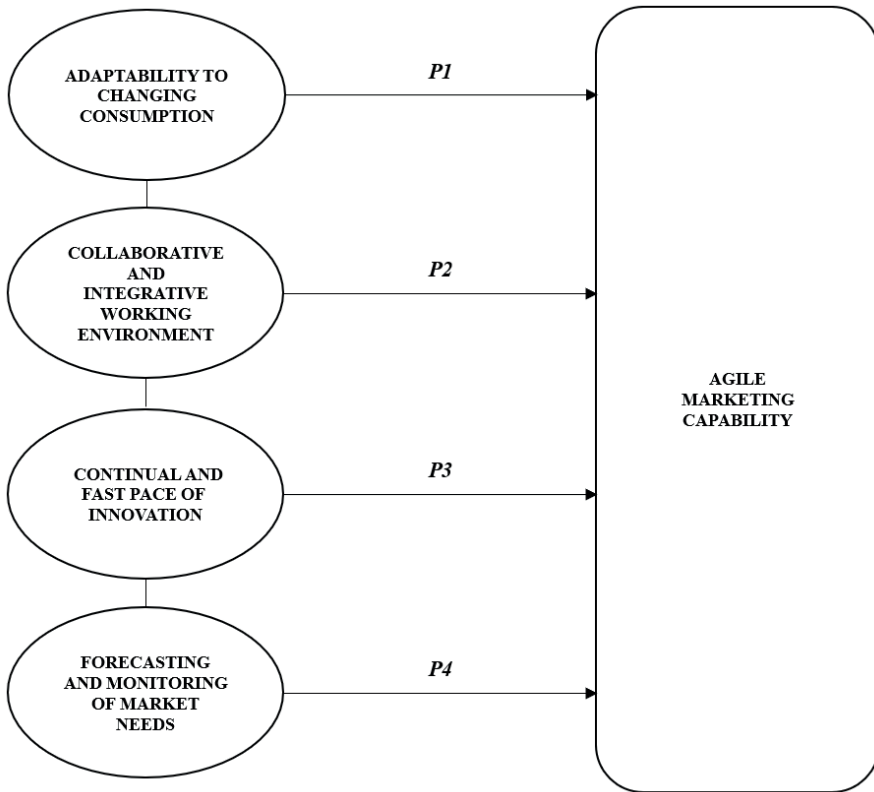 ADAPTABILITY TO
CHANGING
CONSUMPTION
P1
COLLABORATIVE
AND
INTEGRATIVE
WORKING
ENVIRONMENT
P2
AGILE
MARKETING
CAPABILITY
CONTINUAL AND
FAST PACE OF
INNOVATION
P3
FORECASTING
AND MONITORING
OF MARKET
NEEDS
P4